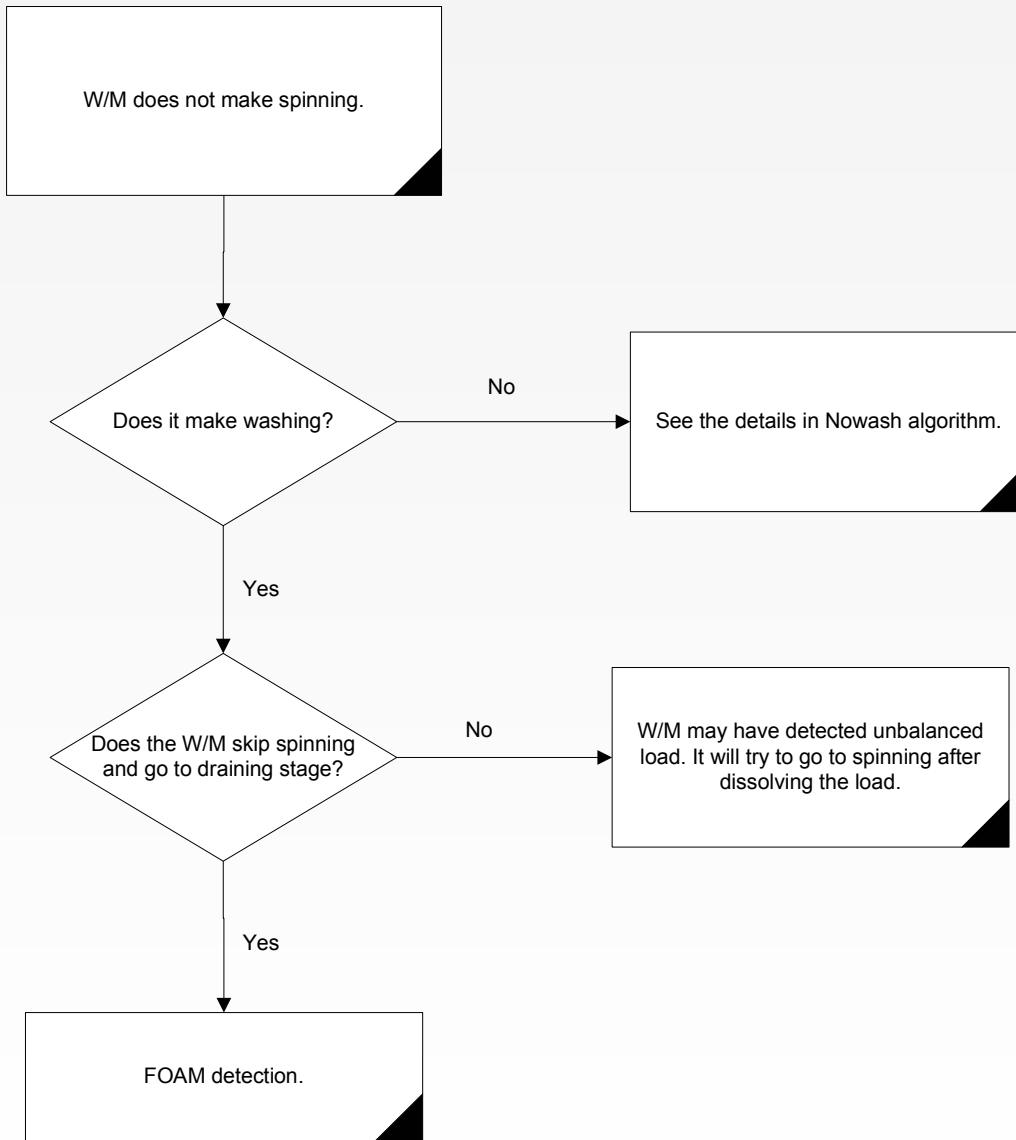 W/M does not make spinning.
Does it make washing?
No
See the details in Nowash algorithm.
Yes
Does the W/M skip spinning
and go to draining stage?
No
W/M may have detected unbalanced
load. It will try to go to spinning after
dissolving the load.
Yes
FOAM detection.